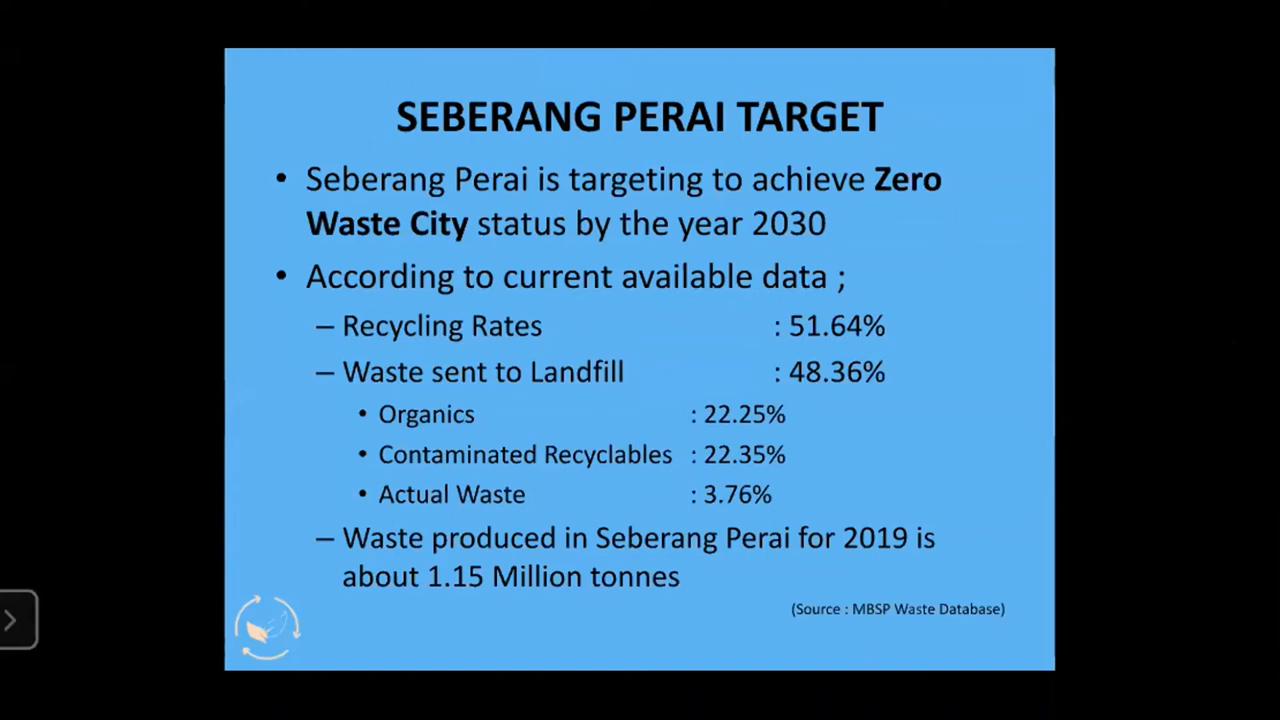 SEBERANG PERAI TARGET
• Seberang Perai is targeting to achieve Zero
Waste City status by the year 2030
• According to current available data ;
– Recycling Rates : 51.64%
– Waste sent to Landfill : 48.36%
• Organics : 22.25%
• Contaminated Recyclables : 22.35%
• Actual Waste : 3.76%
– Waste produced in Seberang Perai for 2019 is
about 1.15 Million tonnes
(Source : MBSP Waste Database)